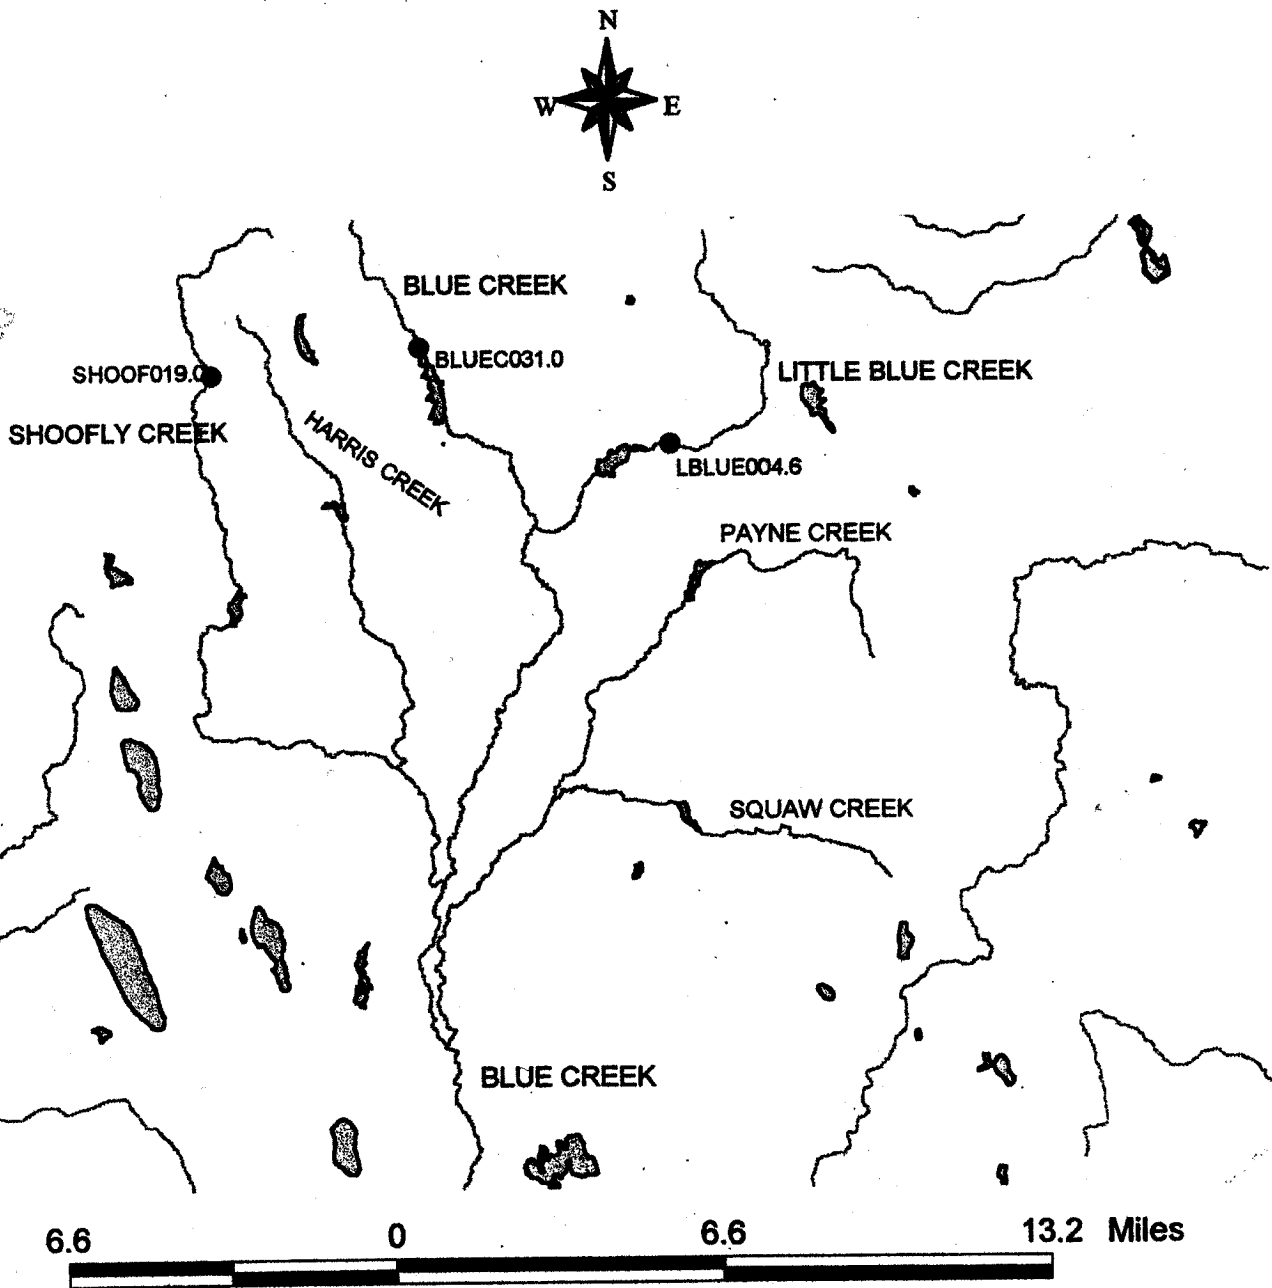 N
W E
S
BLUE CREEK
BLUEC031.0
SHOOF019.0
LITTLE BLUE CREEK
SHOOFLY CREEK
HARRIS CREEK
LBLUE004.6
PAYNE CREEK
SQUAW CREEK
BLUE CREEK
6.6 0 6.6 13.2 Miles